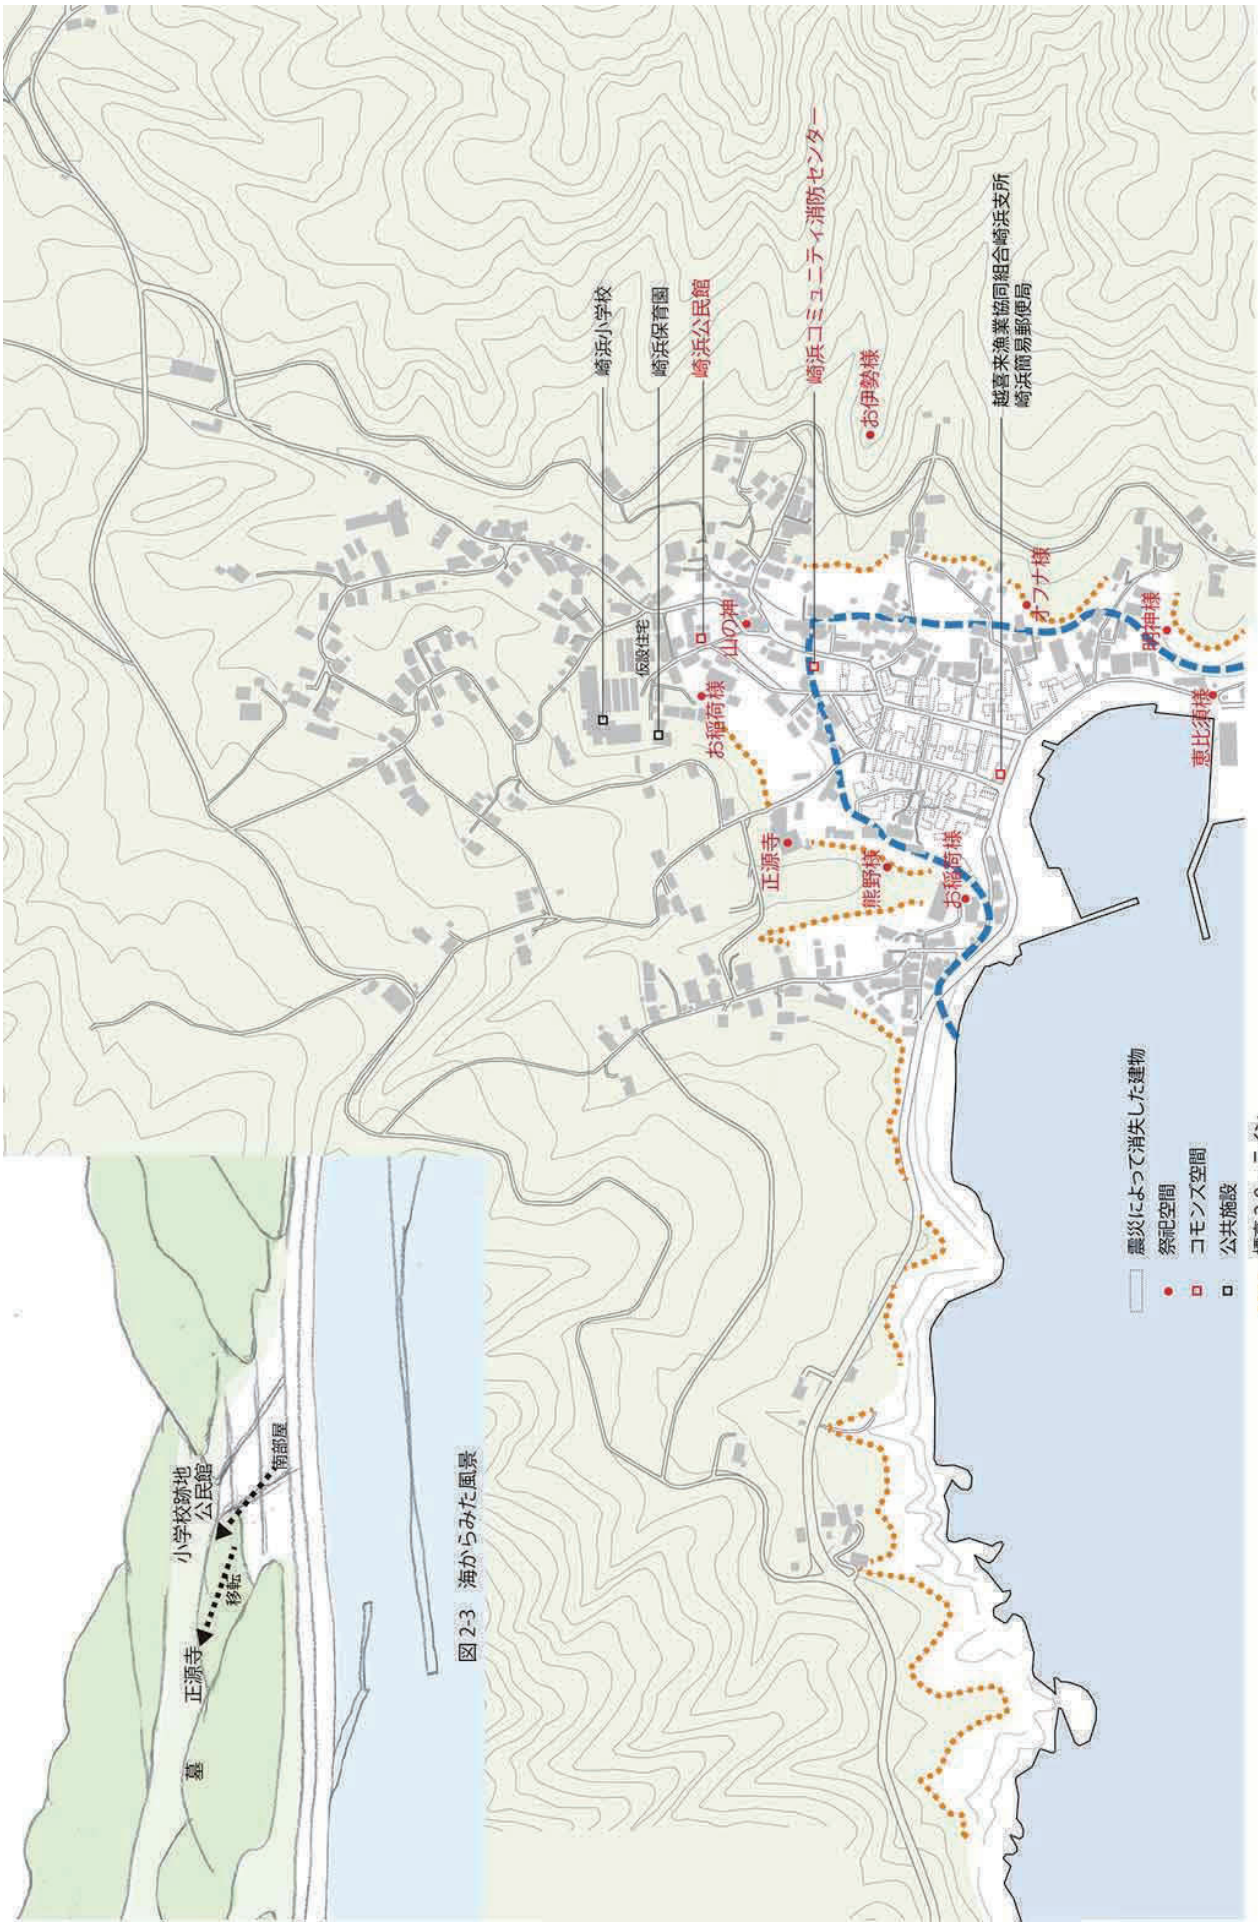 小学校跡地
公民館
南部屋
移転
正源寺
墓
図 2-3　海からみた風景
崎浜小学校
崎浜保育園
崎浜公民館
崎浜コミュニティ消防センター
お伊勢様
越喜来漁業協同組合崎浜支所
崎浜簡易郵便局
仮設住宅
山の神
お稲荷様
オフナ様
明神様
恵比須様
正源寺
熊野様
お稲荷様
震災によって消失した建物
祭祀空間
コモンズ空間
公共施設